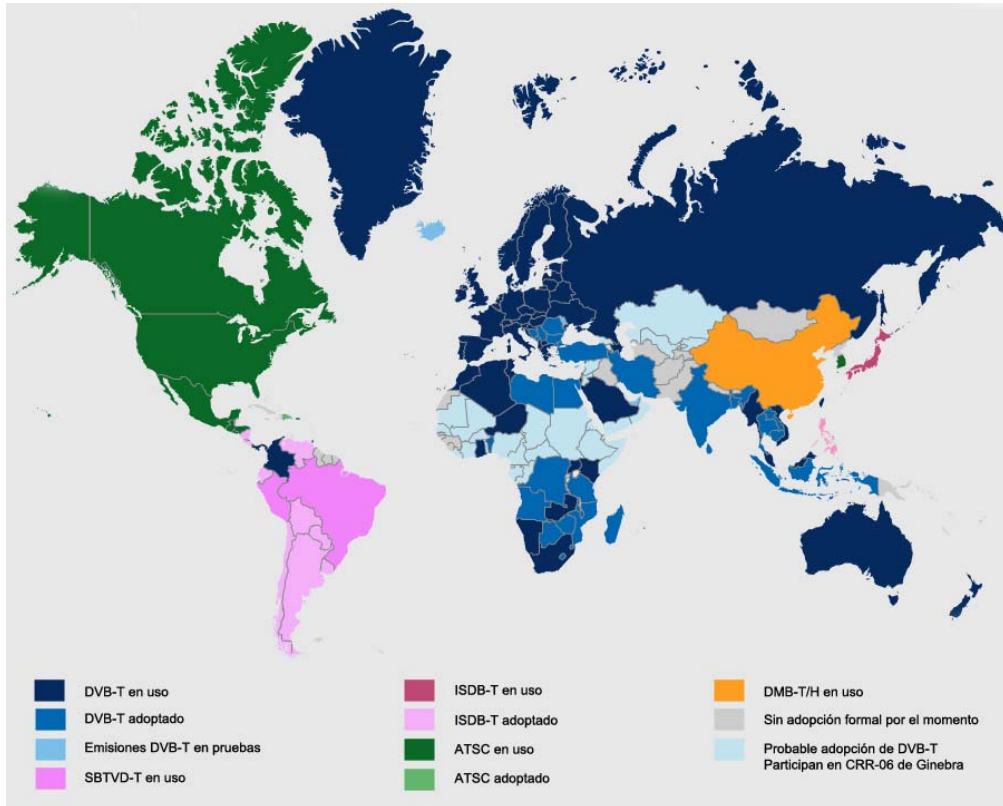 DVB-T en uso
DVB-T adoptado
Emisiones DVB-T en pruebas
SBTVD-T en uso
ISDB-T en uso
ISDB-T adoptado
ATSC en uso
ATSC adoptado
DMB-T/H en uso
Sin adopción formal por el momento
Probable adopción de DVB-T
Participan en CRR-06 de Ginebra